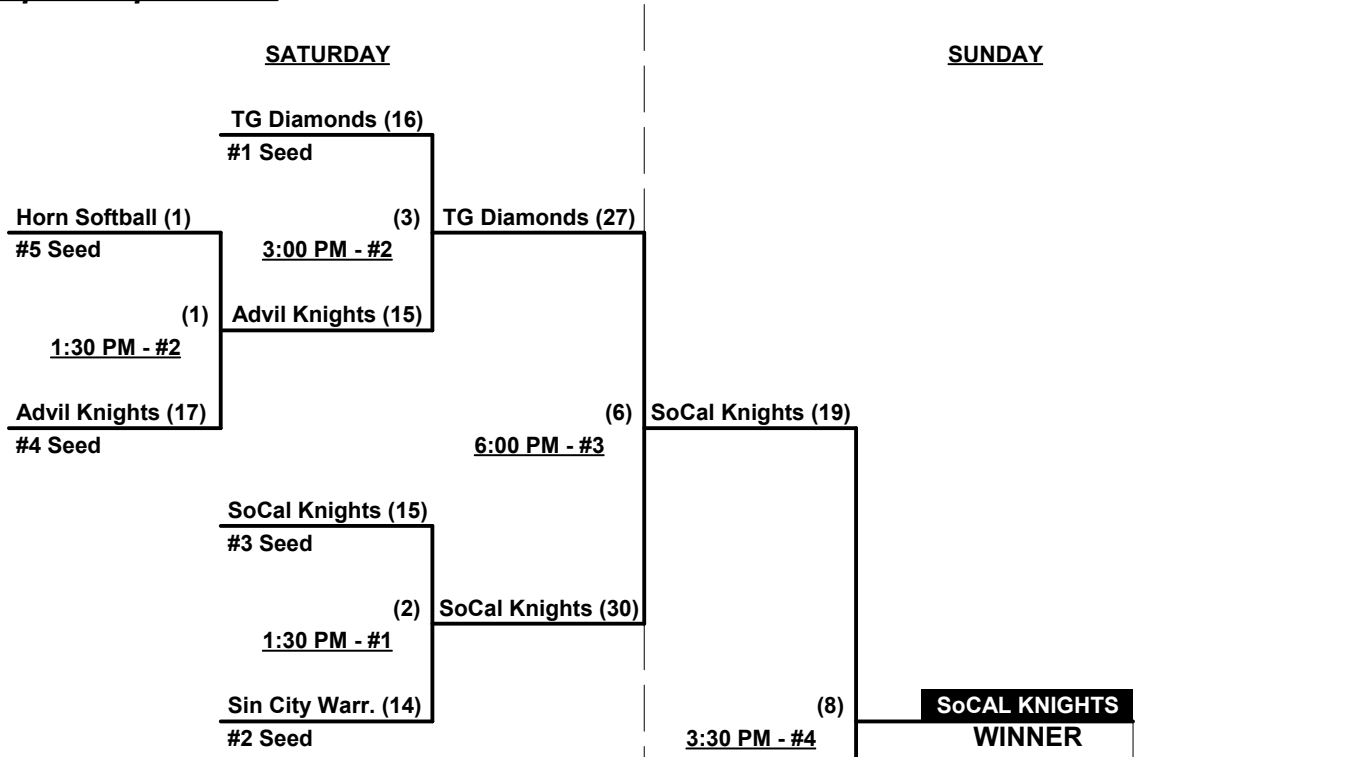 SATURDAY
SUNDAY
TG Diamonds (16)
#1 Seed
Horn Softball (1)
(3)
TG Diamonds (27)
#5 Seed
3:00 PM - #2
(1)
Advil Knights (15)
1:30 PM - #2
Advil Knights (17)
(6)
SoCal Knights (19)
#4 Seed
6:00 PM - #3
SoCal Knights (15)
#3 Seed
(2)
SoCal Knights (30)
1:30 PM - #1
Sin City Warr. (14)
(8)
SoCAL KNIGHTS
#2 Seed
3:30 PM - #4
WINNER